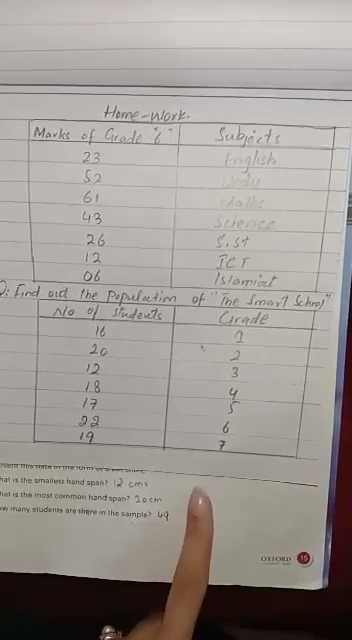 Home-Work.
Marks of Grade "6" Subjects
23 English
52 Urdu
61 Maths
43 Science
26 S.St
12 ICT
06 Islamiat
Q: Find out the Population of "The Smart School"
No of Students Grade
16 1
20 2
12 3
18 4
17 5
22 6
19 7
hat is the smallest hand span? 12 cms
hat is the most common hand span? 20 cm
ow many students are there in the sample? 49
OXFORD 15